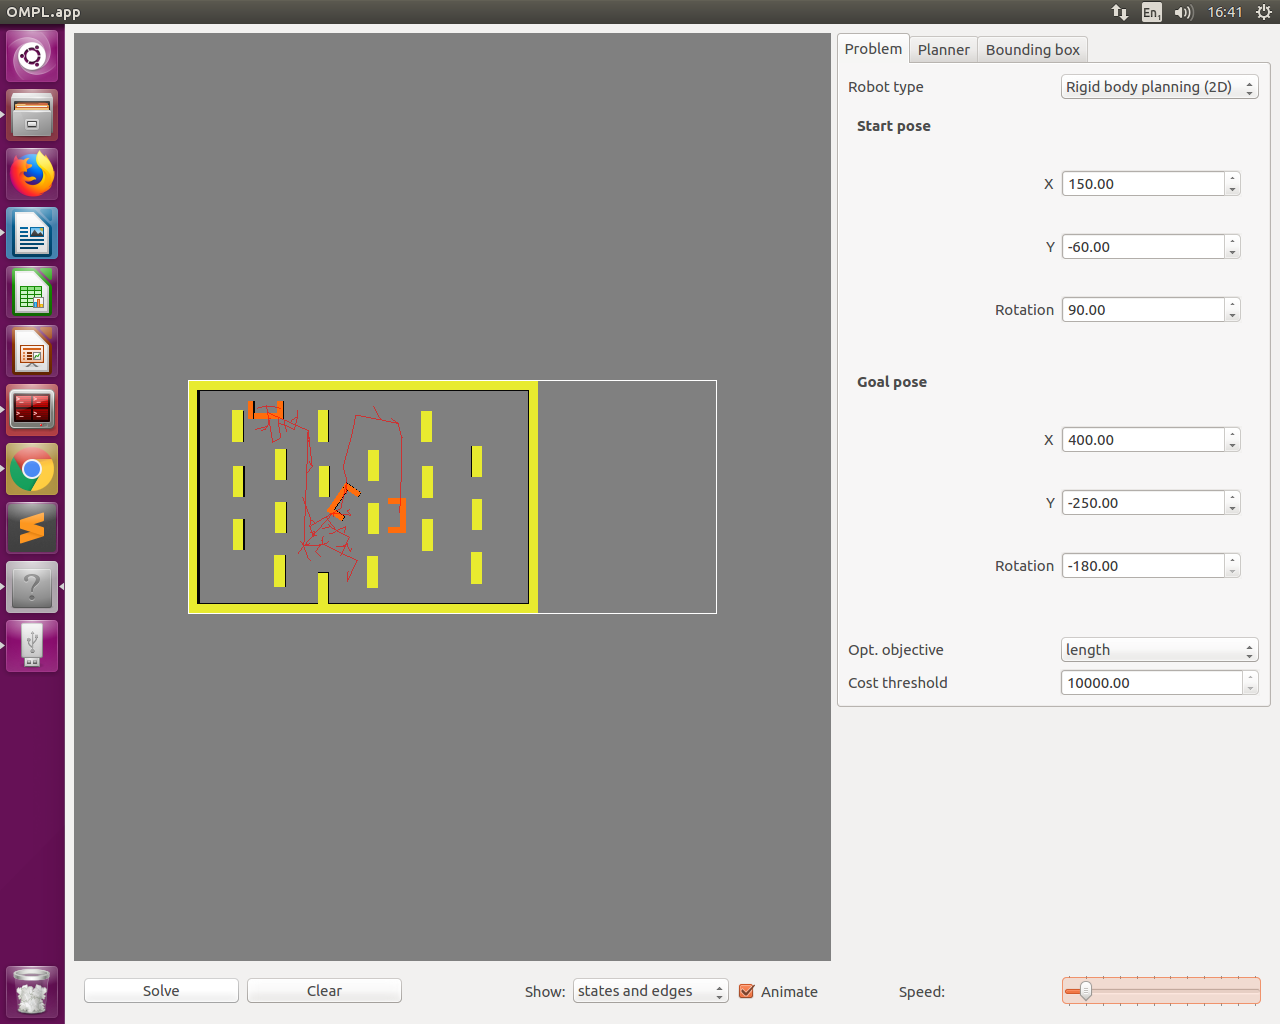 OMPL.app
En1
16:41
Problem
Planner
Bounding box
Robot type
Rigid body planning (2D)
Start pose
X
150.00
Y
-60.00
Rotation
90.00
Goal pose
X
400.00
Y
-250.00
Rotation
-180.00
Opt. objective
length
Cost threshold
10000.00
Solve
Clear
Show:
states and edges
Animate
Speed: